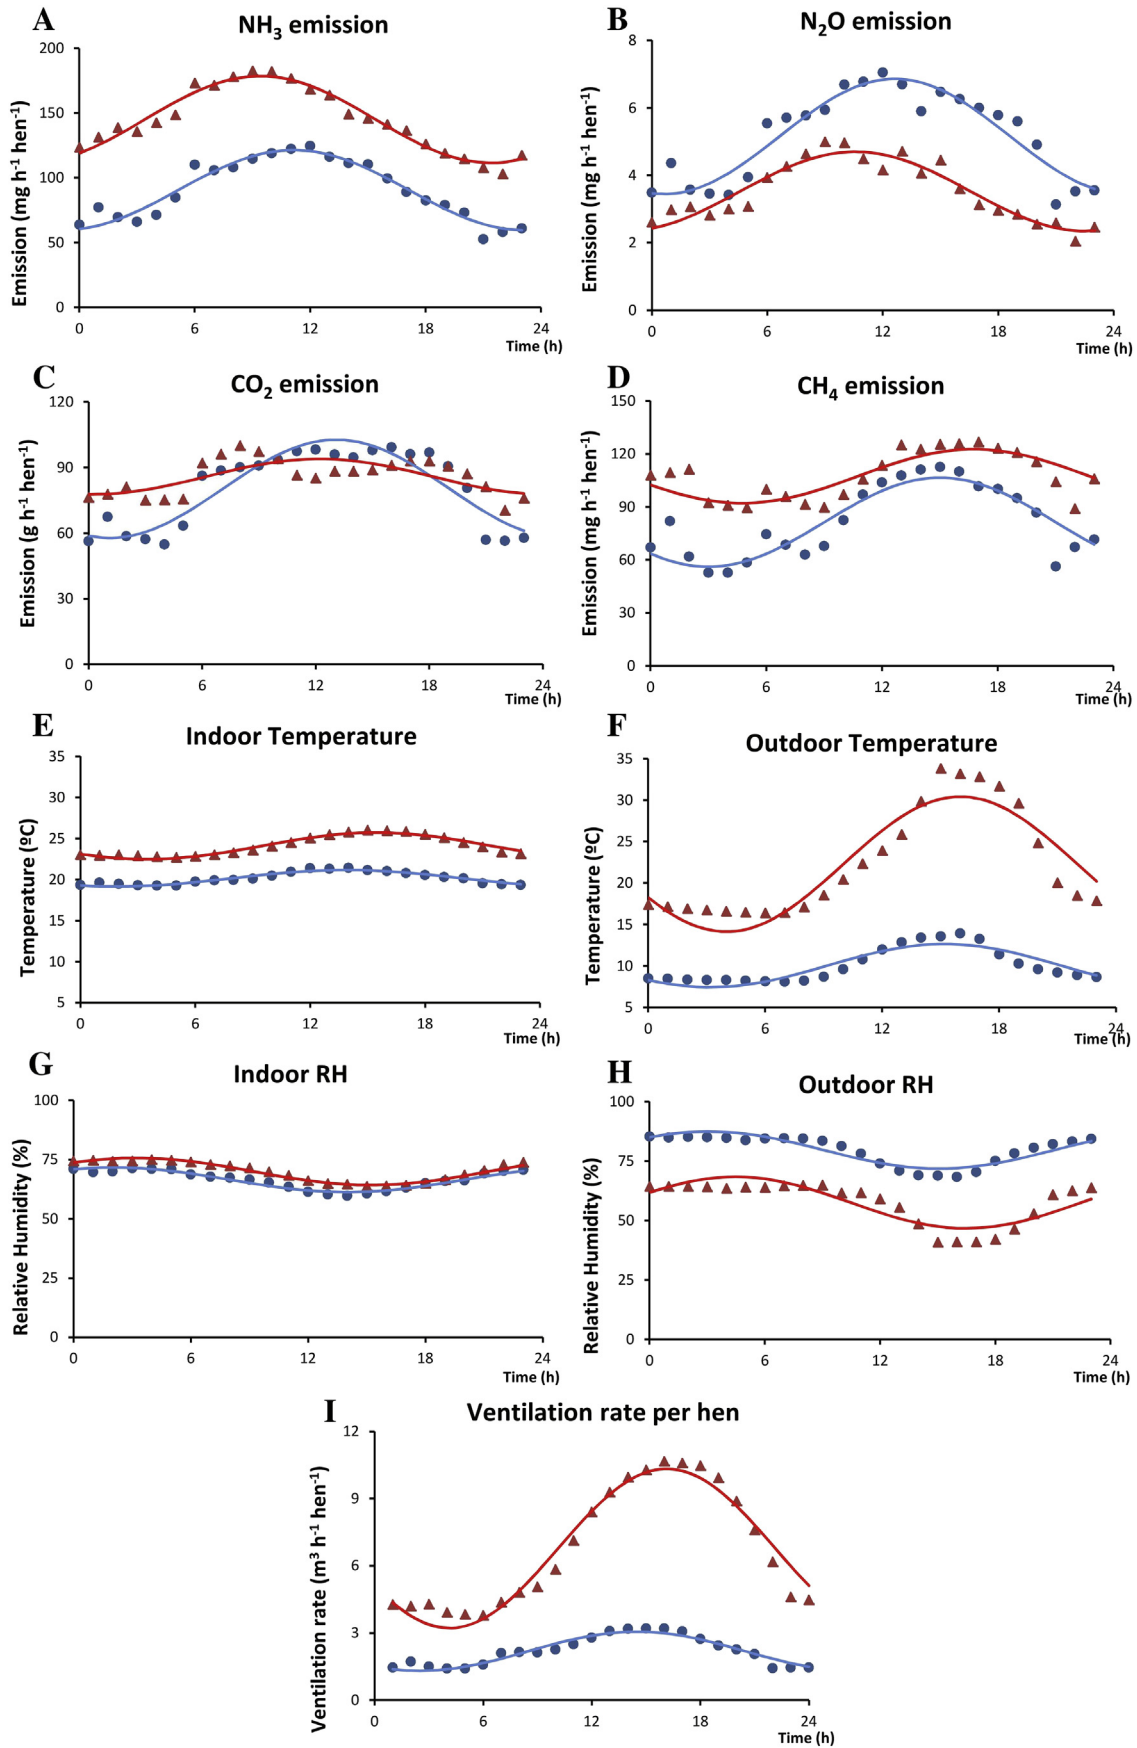 A
NH3 emission
Emission (mg h-1 hen-1)
200
150
100
50
0
0 6 12 18 24
Time (h)
B
N2O emission
Emission (mg h-1 hen-1)
8
6
4
2
0
0 6 12 18 24
Time (h)
C
CO2 emission
Emission (g h-1 hen-1)
120
90
60
30
0
0 6 12 18 24
Time (h)
D
CH4 emission
Emission (mg h-1 hen-1)
150
120
90
60
30
0
0 6 12 18 24
Time (h)
E
Indoor Temperature
Temperature (ºC)
35
30
25
20
15
10
5
0 6 12 18 24
Time (h)
F
Outdoor Temperature
Temperature (ºC)
35
30
25
20
15
10
5
0 6 12 18 24
Time (h)
G
Indoor RH
Relative Humidity (%)
100
75
50
25
0
0 6 12 18 24
Time (h)
H
Outdoor RH
Relative Humidity (%)
100
75
50
25
0
0 6 12 18 24
Time (h)
I
Ventilation rate per hen
Ventilation rate (m3 h-1 hen-1)
12
9
6
3
0
0 6 12 18 24
Time (h)